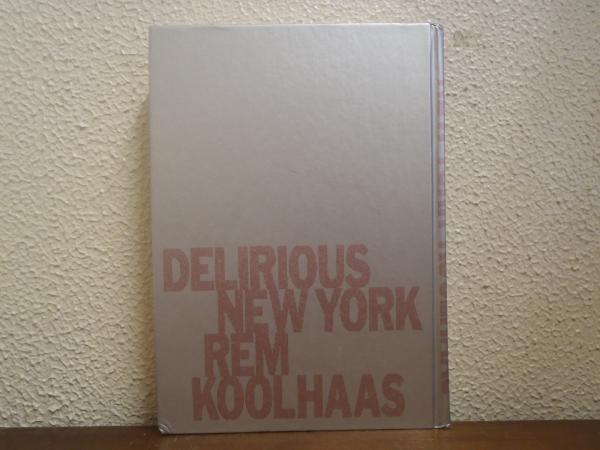 DELIRIOUS
NEW YORK
REM
KOOLHAAS